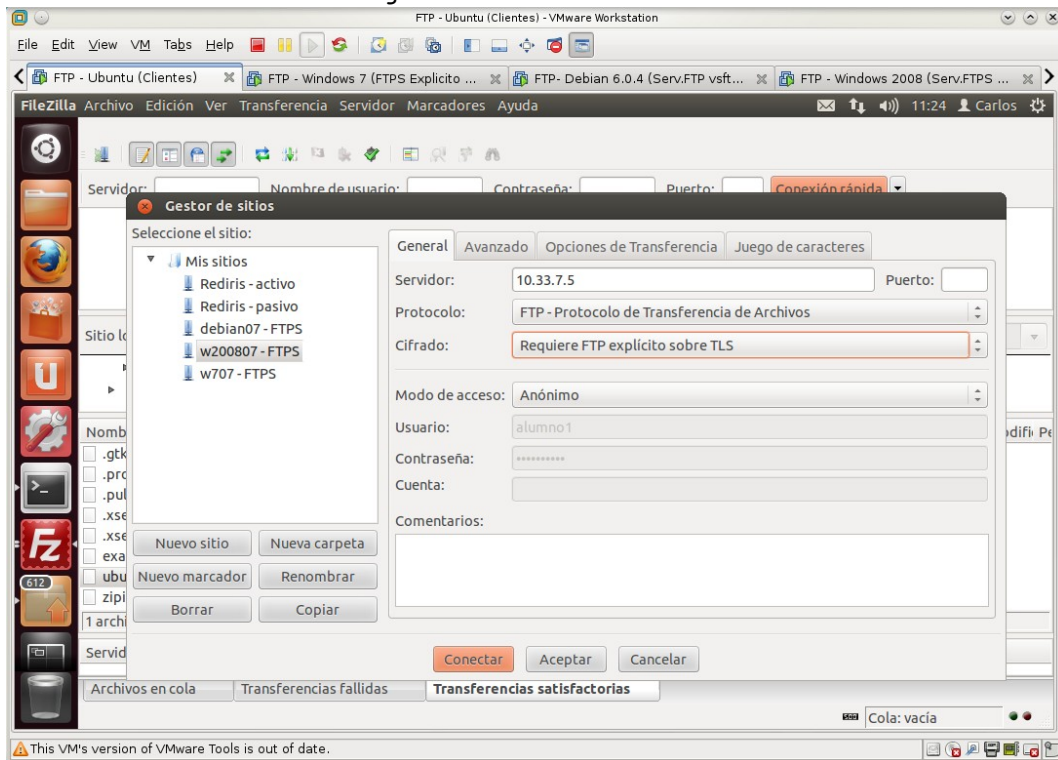 FTP - Ubuntu (Clientes) - VMware Workstation
File Edit View VM Tabs Help
FTP - Ubuntu (Clientes) FTP - Windows 7 (FTPS Explicito ... FTP- Debian 6.0.4 (Serv.FTP vsft... FTP - Windows 2008 (Serv.FTPS ...
FileZilla Archivo Edición Ver Transferencia Servidor Marcadores Ayuda 11:24 Carlos
Servidor: Nombre de usuario: Contraseña: Puerto: Conexión rápida
Gestor de sitios
Seleccione el sitio:
Mis sitios
Rediris - activo
Rediris - pasivo
debian07 - FTPS
w200807 - FTPS
w707 - FTPS
Nuevo sitio Nueva carpeta
Nuevo marcador Renombrar
Borrar Copiar
General Avanzado Opciones de Transferencia Juego de caracteres
Servidor: 10.33.7.5 Puerto:
Protocolo: FTP - Protocolo de Transferencia de Archivos
Cifrado: Requiere FTP explícito sobre TLS
Modo de acceso: Anónimo
Usuario: alumno1
Contraseña: ••••••••••
Cuenta:
Comentarios:
Conectar Aceptar Cancelar
Sitio lo
Nomb
odifi Pe
.gtk
.pro
.pul
.xse
.xse
exa
ubu
zipi
1 archi
Servid
612
Archivos en cola Transferencias fallidas Transferencias satisfactorias
Cola: vacía
This VM's version of VMware Tools is out of date.